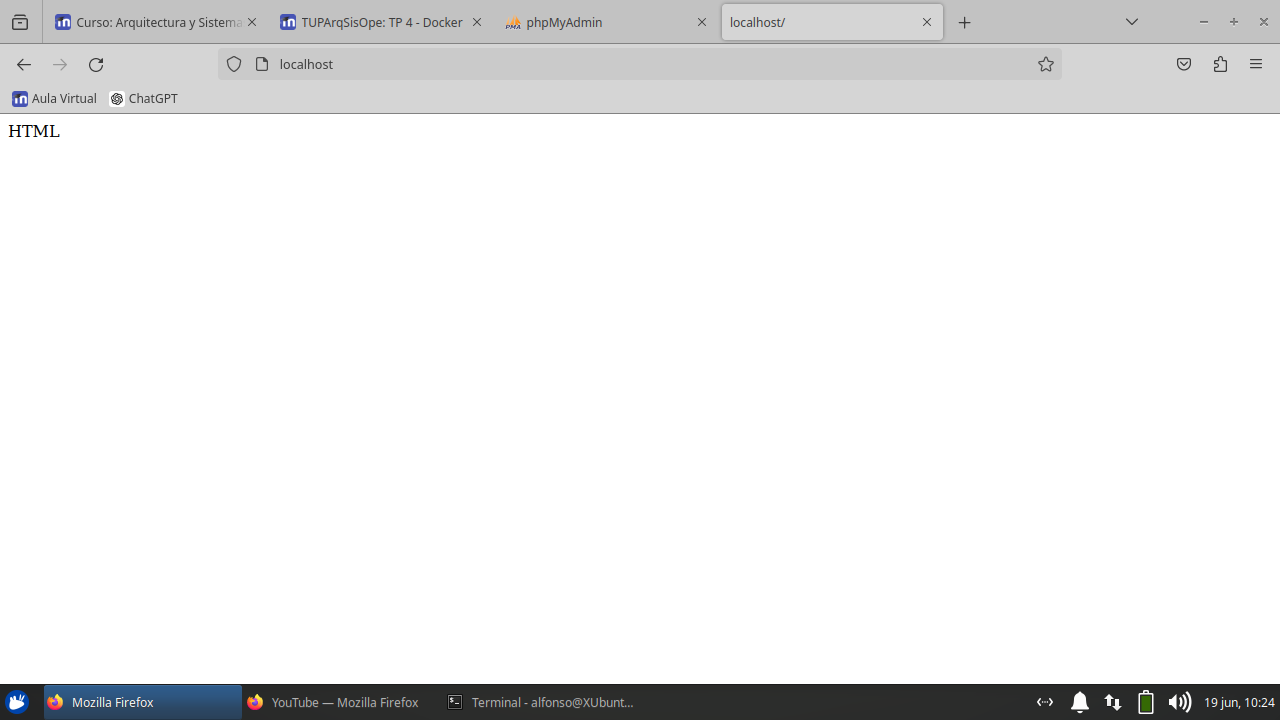 Curso: Arquitectura y Sistema
TUPArqSisOpe: TP 4 - Docker
phpMyAdmin
localhost/
localhost
Aula Virtual
ChatGPT
HTML
Mozilla Firefox
YouTube — Mozilla Firefox
Terminal - alfonso@XUbunt...
19 jun, 10:24